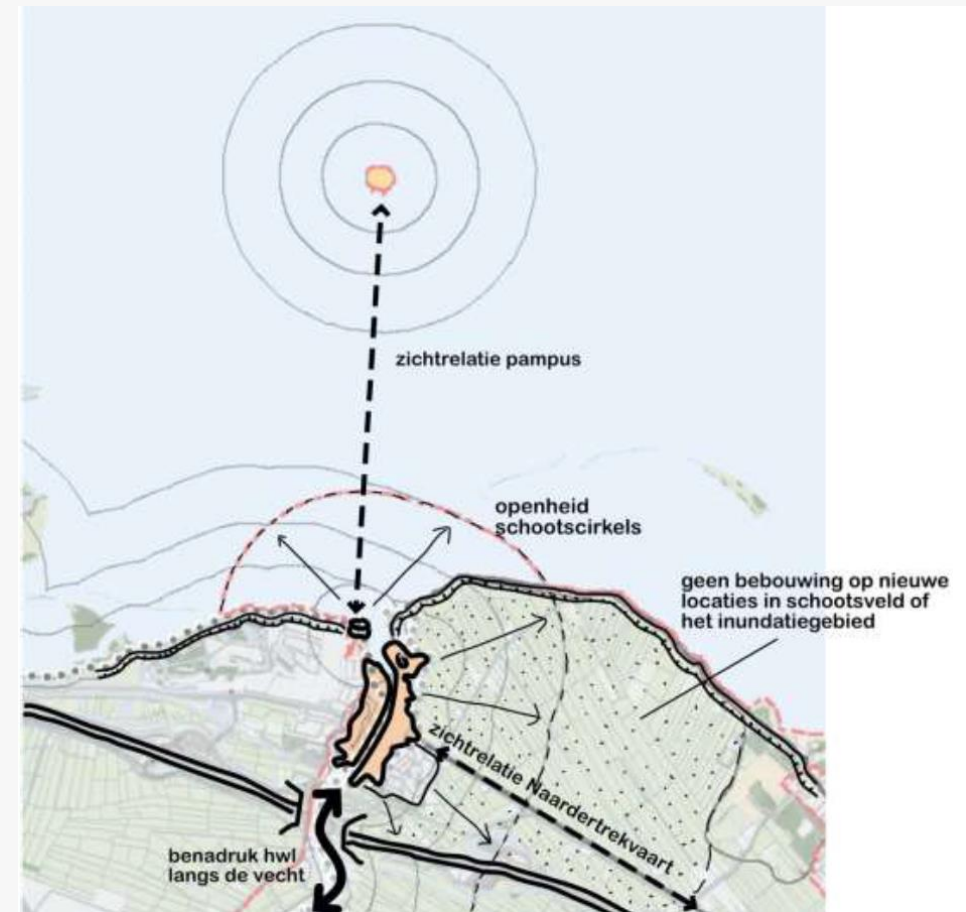 zichtrelatie pampus
openheid
schootscirkels
geen bebouwing op nieuwe
locaties in schootsveld of
het inundatiegebied
zichtrelatie Naardertrekvaart
benadruk hwl
langs de vecht